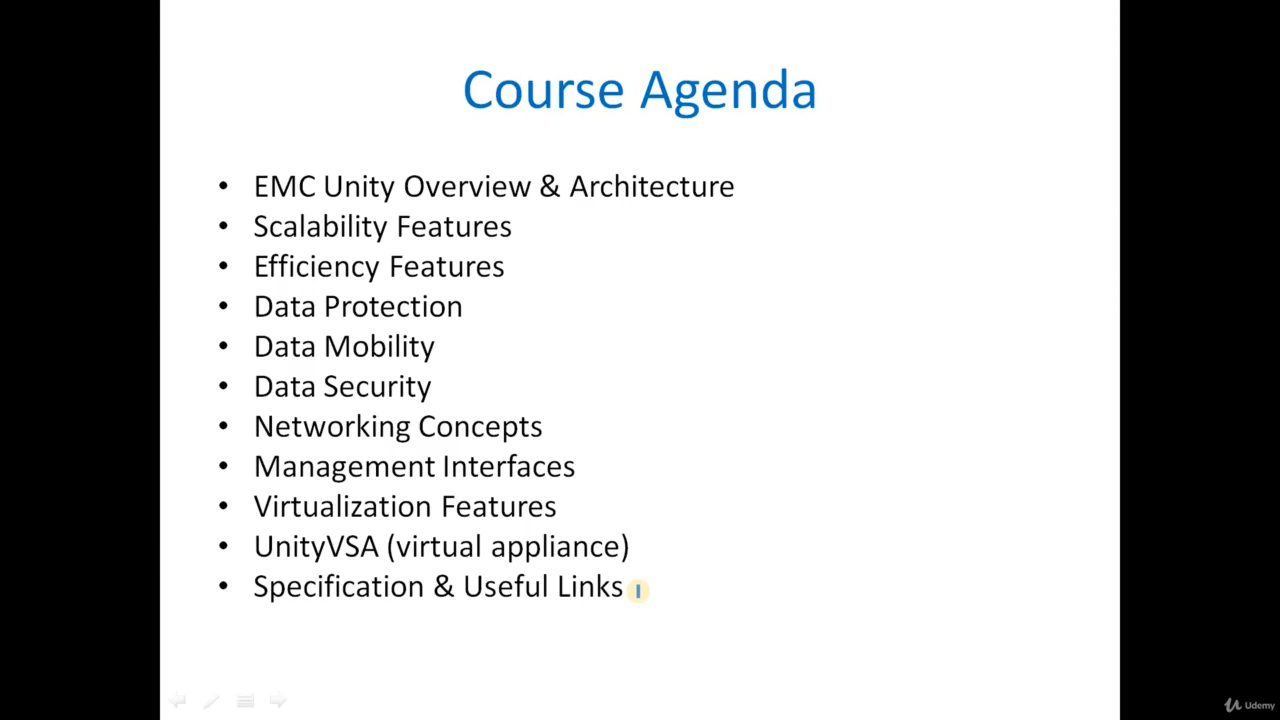 Course Agenda
• EMC Unity Overview & Architecture
• Scalability Features
• Efficiency Features
• Data Protection
• Data Mobility
• Data Security
• Networking Concepts
• Management Interfaces
• Virtualization Features
• UnityVSA (virtual appliance)
• Specification & Useful Links
Udemy